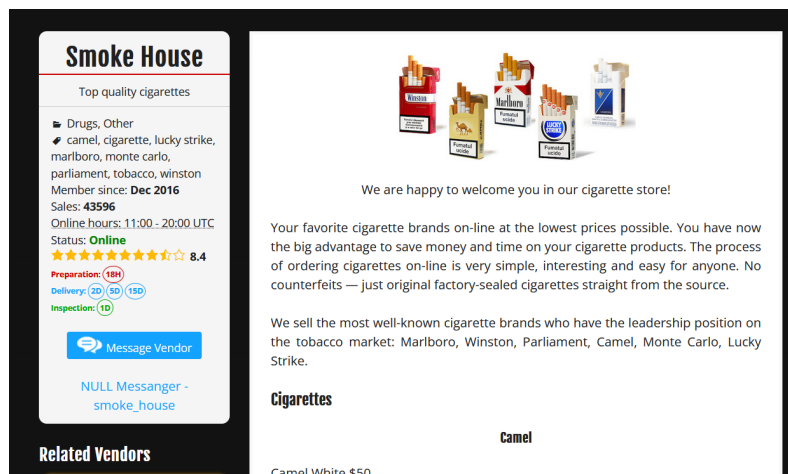 Smoke House
Top quality cigarettes
Drugs, Other
camel, cigarette, lucky strike,
marlboro, monte carlo,
parliament, tobacco, winston
Member since: Dec 2016
Sales: 43596
Online hours: 11:00 - 20:00 UTC
Status: Online
8.4
Preparation: 18H
Delivery: 2D 5D 15D
Inspection: 1D
Message Vendor
NULL Messanger -
smoke_house
Related Vendors
Winston
Marlboro
Fumatul
ucide
Fumatul
ucide
LUCKY
STRIKE
Fumatul
ucide
We are happy to welcome you in our cigarette store!
Your favorite cigarette brands on-line at the lowest prices possible. You have now
the big advantage to save money and time on your cigarette products. The process
of ordering cigarettes on-line is very simple, interesting and easy for anyone. No
counterfeits — just original factory-sealed cigarettes straight from the source.
We sell the most well-known cigarette brands who have the leadership position on
the tobacco market: Marlboro, Winston, Parliament, Camel, Monte Carlo, Lucky
Strike.
Cigarettes
Camel
Camel White $50